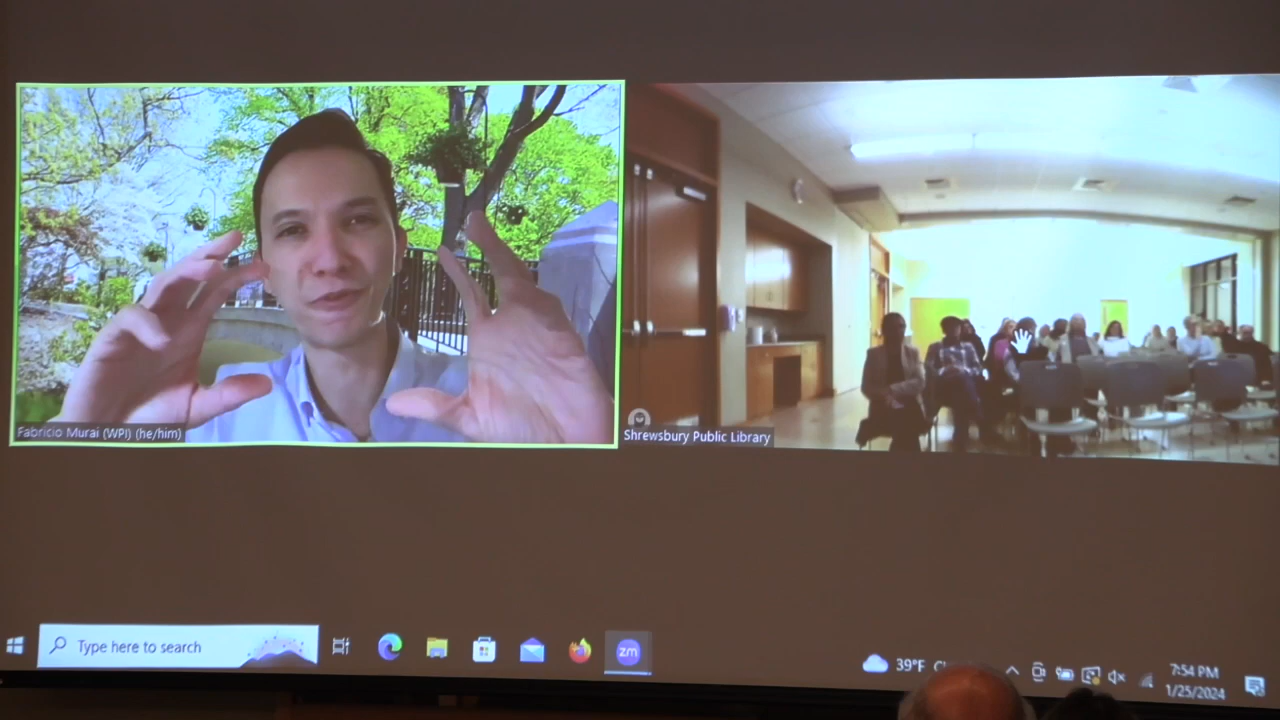 Fabricio Murai (WPI) (he/him)
Shrewsbury Public Library
Type here to search
zm
39°F
7:54 PM
1/25/2024